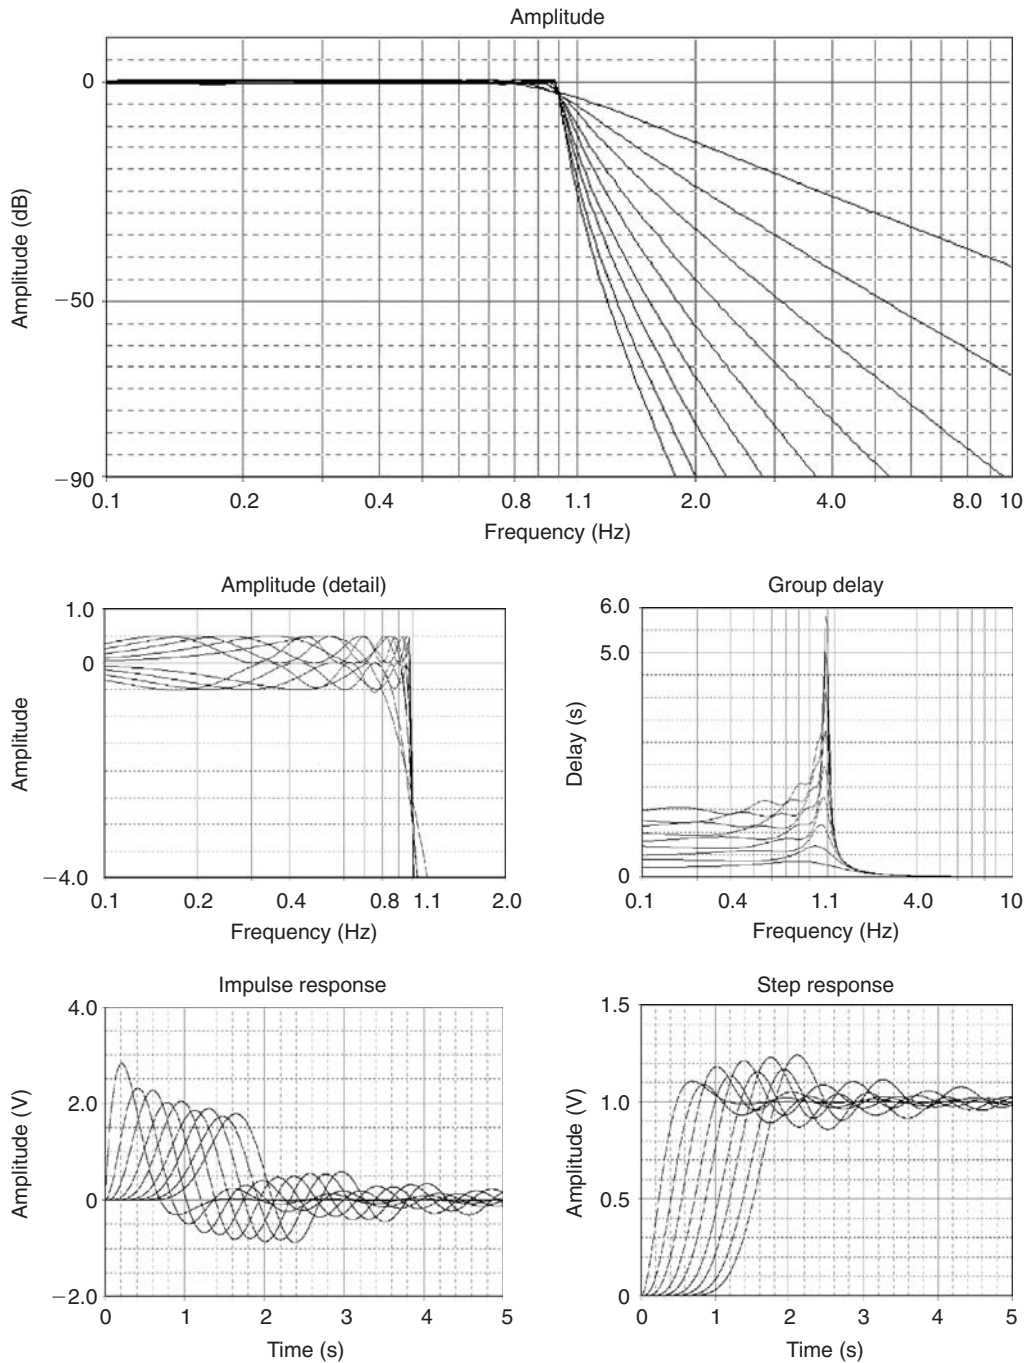 Amplitude
Amplitude (dB)
0
−50
−90
0.1 0.2 0.4 0.8 1.1 2.0 4.0 8.0 10
Frequency (Hz)
Amplitude (detail)
Amplitude
1.0
0
−4.0
0.1 0.2 0.4 0.8 1.1 2.0
Frequency (Hz)
Group delay
Delay (s)
6.0
5.0
0
0.1 0.4 1.1 4.0 10
Frequency (Hz)
Impulse response
Amplitude (V)
4.0
2.0
0
−2.0
0 1 2 3 4 5
Time (s)
Step response
Amplitude (V)
1.5
1.0
0.5
0
0 1 2 3 4 5
Time (s)